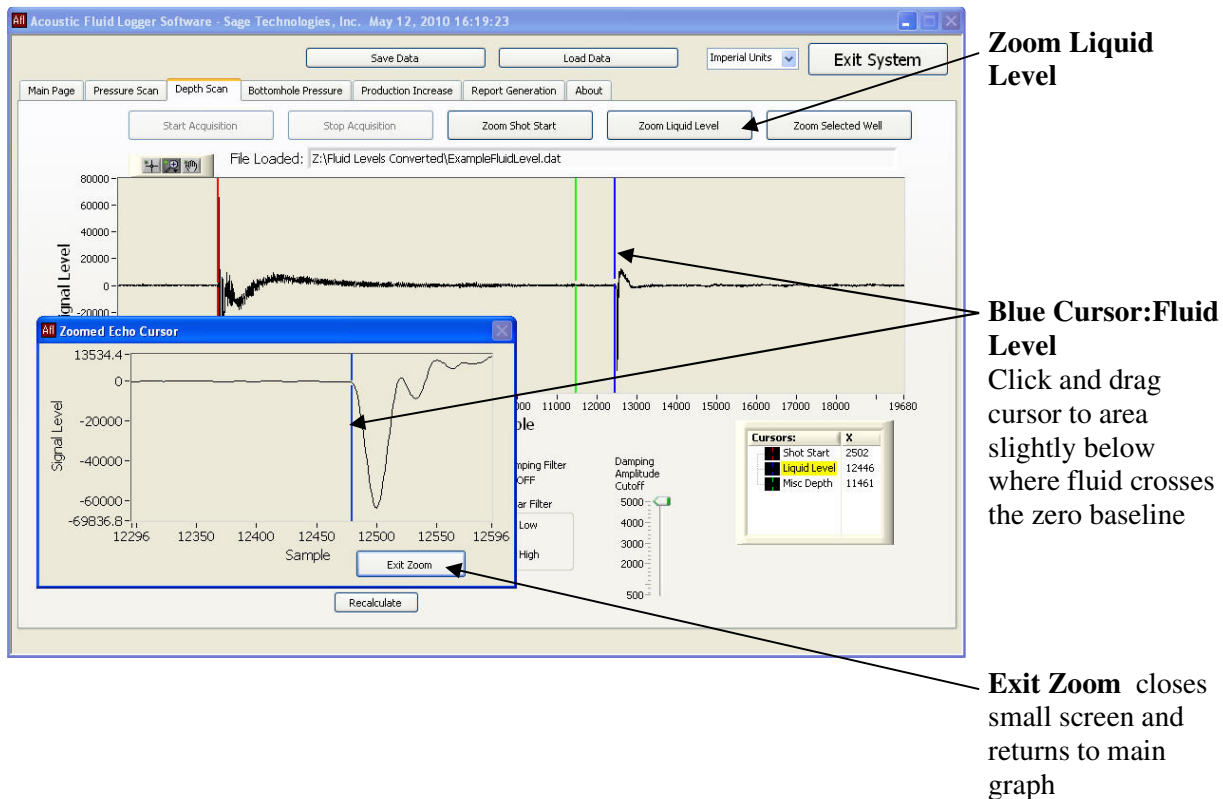 Acoustic Fluid Logger Software - Sage Technologies, Inc. May 12, 2010 16:19:23
Save Data
Load Data
Imperial Units
Exit System
Main Page
Pressure Scan
Depth Scan
Bottomhole Pressure
Production Increase
Report Generation
About
Start Acquisition
Stop Acquisition
Zoom Shot Start
Zoom Liquid Level
Zoom Selected Well
File Loaded: Z:\Fluid Levels Converted\ExampleFluidLevel.dat
80000
60000
40000
20000
0
-20000
Signal Level
11000 12000 13000 14000 15000 16000 17000 18000 19680
Afl Zoomed Echo Cursor
13534.4
0
-20000
-40000
-60000
-69836.8
Signal Level
12296 12350 12400 12450 12500 12550 12596
Sample
Exit Zoom
Recalculate
Damping
Amplitude
Cutoff
5000
4000
3000
2000
500
Filter
OFF
Filter
Low
High
Cursors: X
Shot Start 2502
Liquid Level 12446
Misc Depth 11461
Zoom Liquid
Level
Blue Cursor:Fluid
Level
Click and drag
cursor to area
slightly below
where fluid crosses
the zero baseline
Exit Zoom closes
small screen and
returns to main
graph